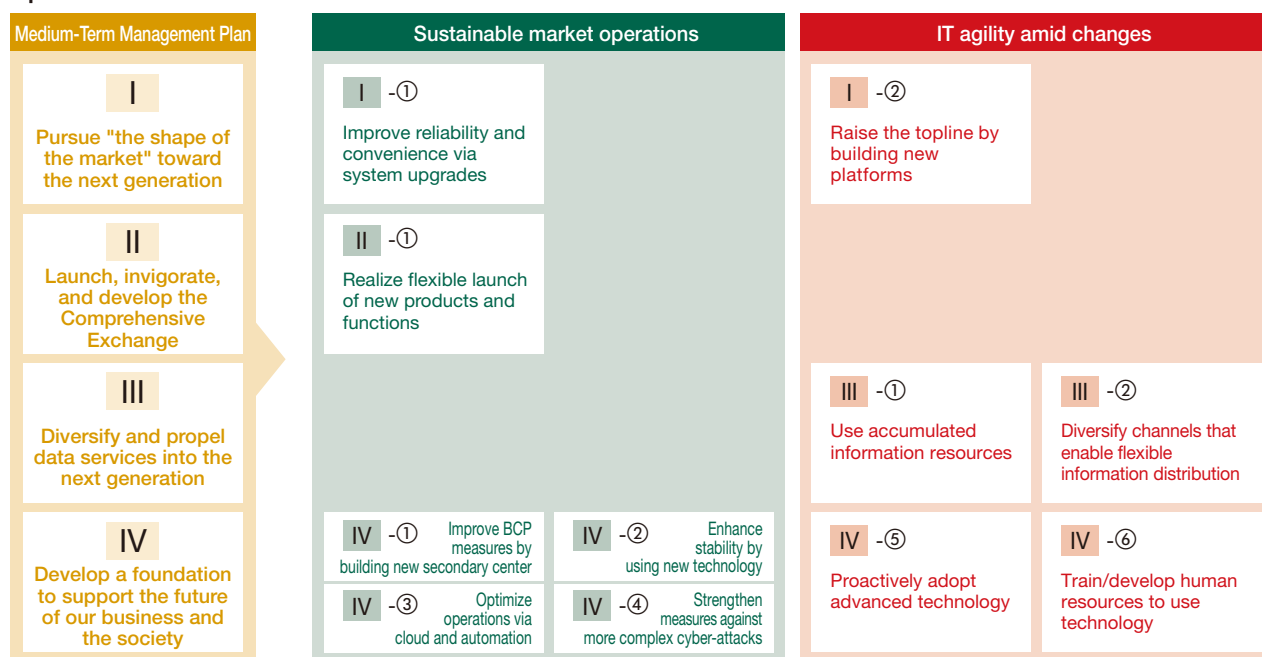 Medium-Term Management Plan
Sustainable market operations
IT agility amid changes
I
Pursue "the shape of
the market" toward
the next generation
I -①
Improve reliability and
convenience via
system upgrades
I -②
Raise the topline by
building new
platforms
II
Launch, invigorate,
and develop the
Comprehensive
Exchange
II -①
Realize flexible launch
of new products and
functions
III
Diversify and propel
data services into the
next generation
III -①
Use accumulated
information resources
III -②
Diversify channels that
enable flexible
information distribution
IV
Develop a foundation
to support the future
of our business and
the society
IV -① Improve BCP
measures by
building new secondary center
IV -② Enhance
stability by
using new technology
IV -③ Optimize
operations via
cloud and automation
IV -④ Strengthen
measures against
more complex cyber-attacks
IV -⑤
Proactively adopt
advanced technology
IV -⑥
Train/develop human
resources to use
technology